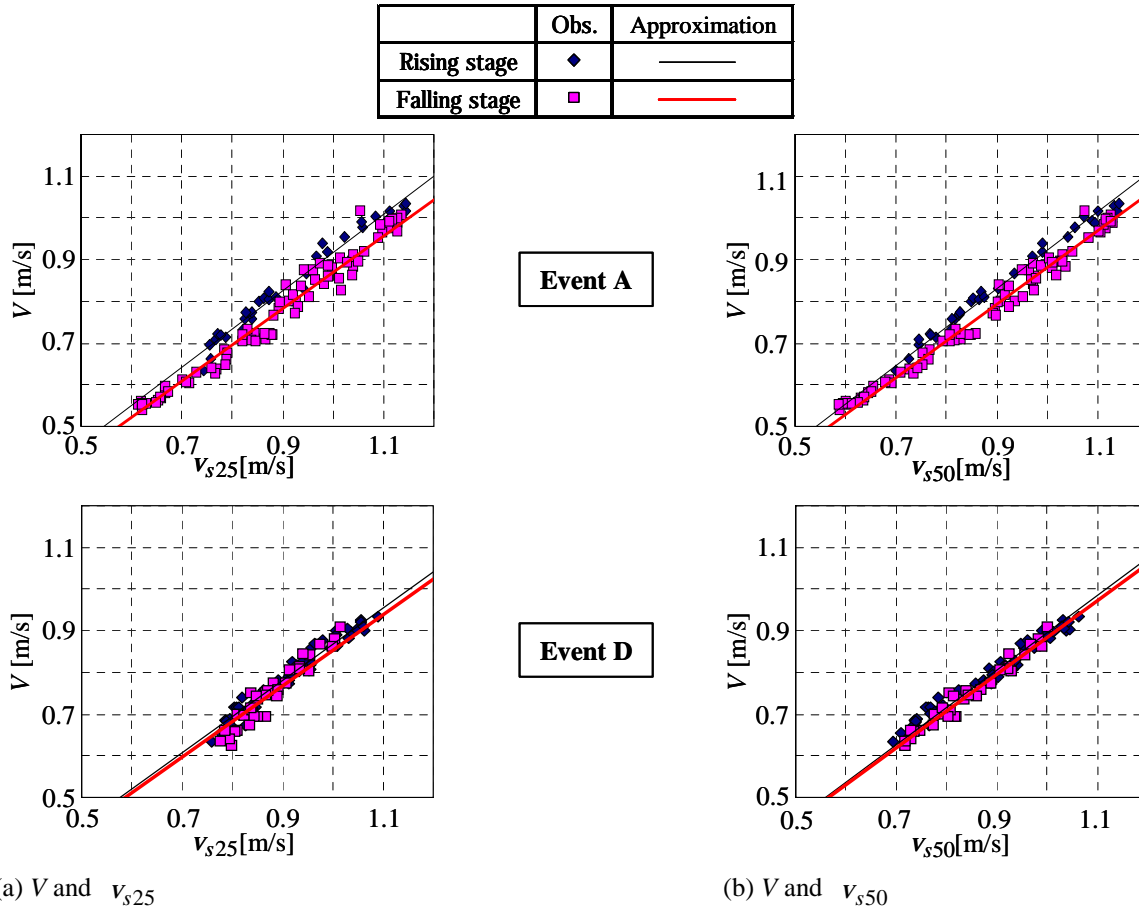 Obs. Approximation
Rising stage
Falling stage
1.1
0.9
0.7
0.5
V [m/s]
0.5 0.7 0.9 1.1
vs25[m/s]
Event A
1.1
0.9
0.7
0.5
V [m/s]
0.5 0.7 0.9 1.1
vs50[m/s]
1.1
0.9
0.7
0.5
V [m/s]
0.5 0.7 0.9 1.1
vs25[m/s]
Event D
1.1
0.9
0.7
0.5
V [m/s]
0.5 0.7 0.9 1.1
vs50[m/s]
(a) V and vs25
(b) V and vs50